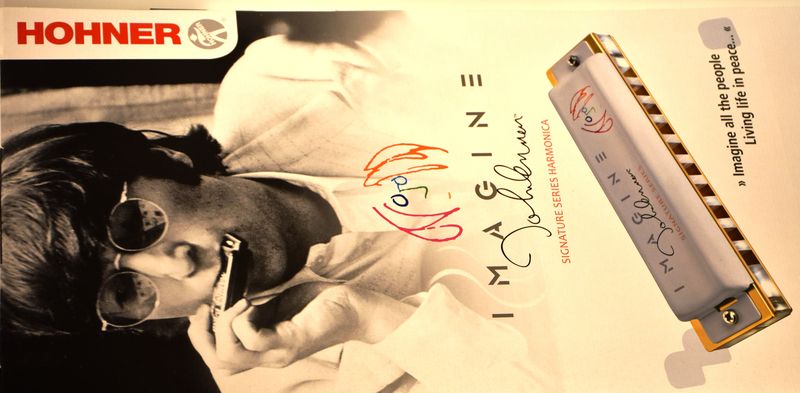 HOHNER
IMAGINE
John Lennon™
SIGNATURE SERIES HARMONICA
IMAGINE
John Lennon
SIGNATURE SERIES
» Imagine all the people
Living life in peace... «